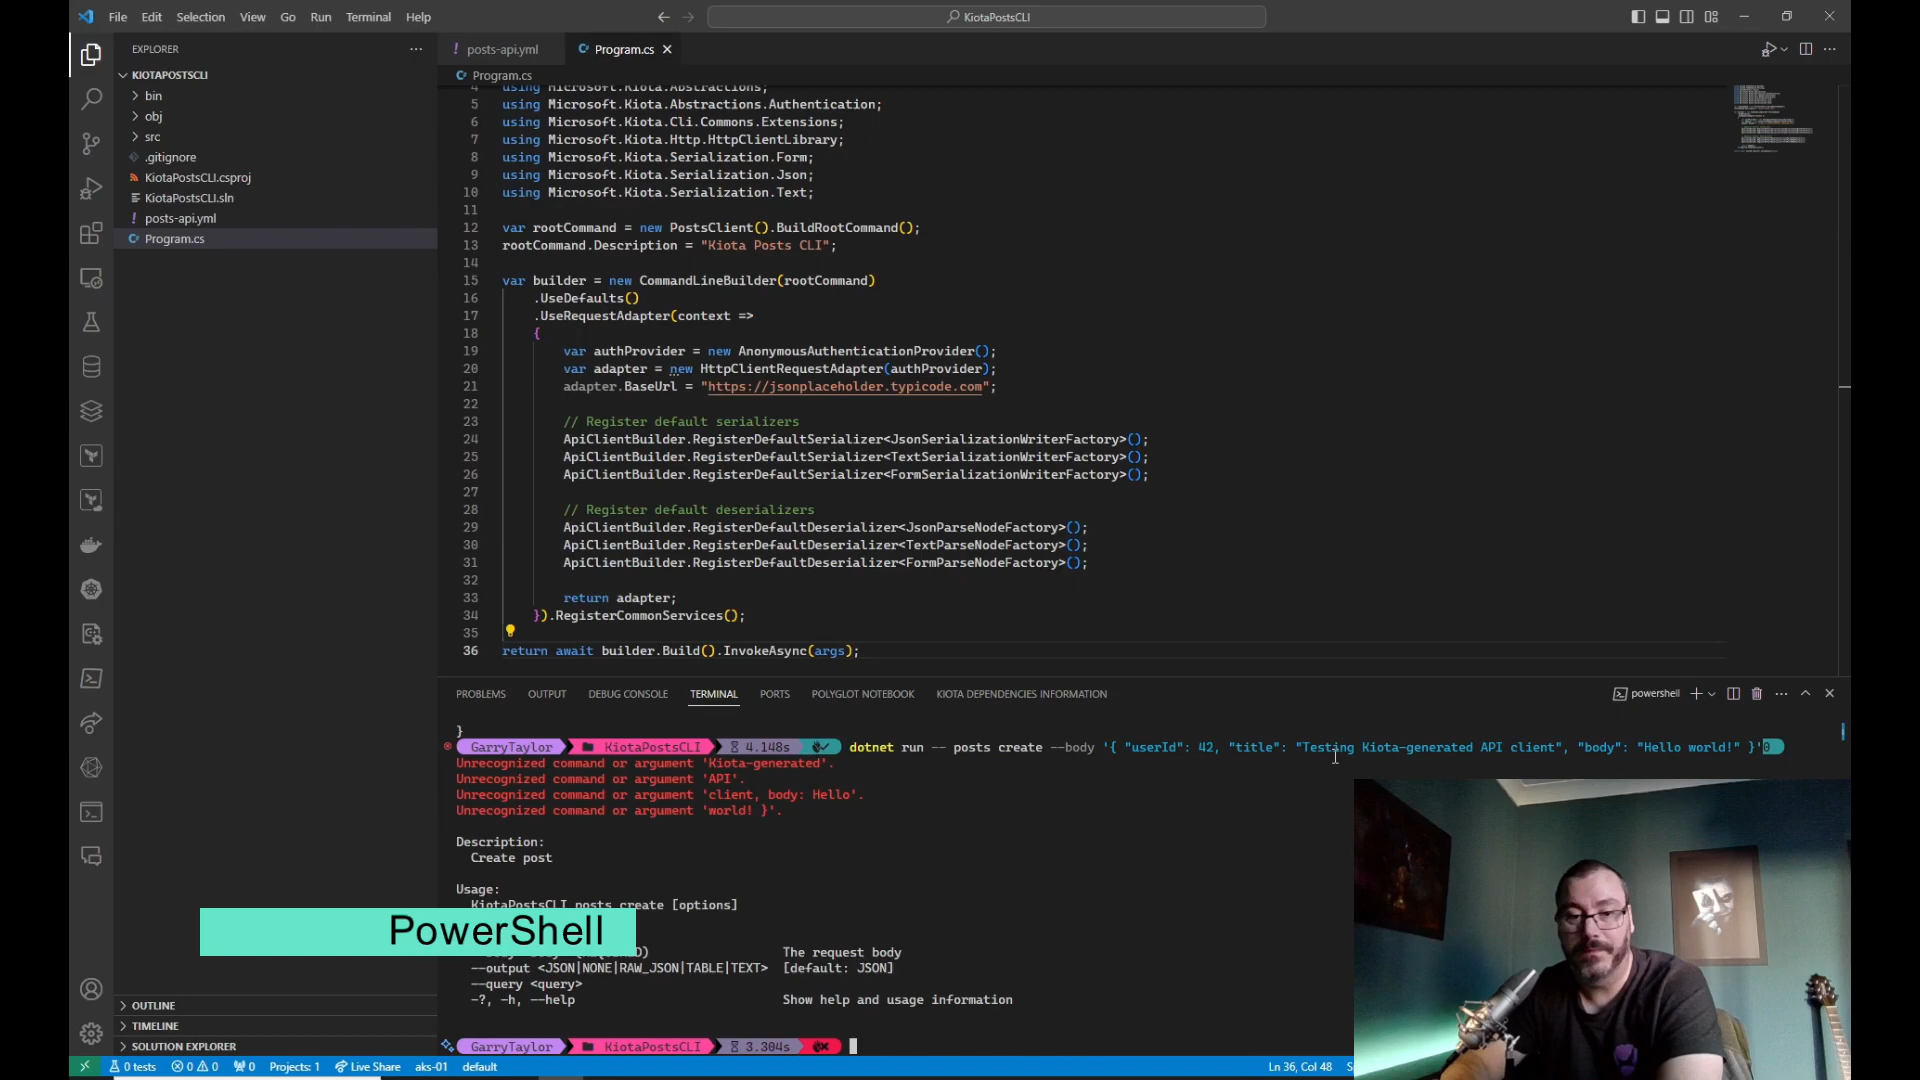 File Edit Selection View Go Run Terminal Help
KiotaPostsCLI
EXPLORER
KIOTAPOSTSCLI
bin
obj
src
.gitignore
KiotaPostsCLI.csproj
KiotaPostsCLI.sln
posts-api.yml
Program.cs
OUTLINE
TIMELINE
SOLUTION EXPLORER
posts-api.yml Program.cs
Program.cs
4 using Microsoft.Kiota.Abstractions;
5 using Microsoft.Kiota.Abstractions.Authentication;
6 using Microsoft.Kiota.Cli.Commons.Extensions;
7 using Microsoft.Kiota.Http.HttpClientLibrary;
8 using Microsoft.Kiota.Serialization.Form;
9 using Microsoft.Kiota.Serialization.Json;
10 using Microsoft.Kiota.Serialization.Text;
11
12 var rootCommand = new PostsClient().BuildRootCommand();
13 rootCommand.Description = "Kiota Posts CLI";
14
15 var builder = new CommandLineBuilder(rootCommand)
16 .UseDefaults()
17 .UseRequestAdapter(context =>
18 {
19 var authProvider = new AnonymousAuthenticationProvider();
20 var adapter = new HttpClientRequestAdapter(authProvider);
21 adapter.BaseUrl = "https://jsonplaceholder.typicode.com";
22
23 // Register default serializers
24 ApiClientBuilder.RegisterDefaultSerializer<JsonSerializationWriterFactory>();
25 ApiClientBuilder.RegisterDefaultSerializer<TextSerializationWriterFactory>();
26 ApiClientBuilder.RegisterDefaultSerializer<FormSerializationWriterFactory>();
27
28 // Register default deserializers
29 ApiClientBuilder.RegisterDefaultDeserializer<JsonParseNodeFactory>();
30 ApiClientBuilder.RegisterDefaultDeserializer<TextParseNodeFactory>();
31 ApiClientBuilder.RegisterDefaultDeserializer<FormParseNodeFactory>();
32
33 return adapter;
34 }).RegisterCommonServices();
35
36 return await builder.Build().InvokeAsync(args);
PROBLEMS OUTPUT DEBUG CONSOLE TERMINAL PORTS POLYGLOT NOTEBOOK KIOTA DEPENDENCIES INFORMATION
powershell
}
GarryTaylor KiotaPostsCLI 4.148s dotnet run -- posts create --body '{ "userId": 42, "title": "Testing Kiota-generated API client", "body": "Hello world!" }'
Unrecognized command or argument 'Kiota-generated'.
Unrecognized command or argument 'API'.
Unrecognized command or argument 'client, body: Hello'.
Unrecognized command or argument 'world! }'.
Description:
Create post
Usage:
KiotaPostsCLI posts create [options]
PowerShell
The request body
--output <JSON|NONE|RAW_JSON|TABLE|TEXT> [default: JSON]
--query <query>
-?, -h, --help Show help and usage information
GarryTaylor KiotaPostsCLI 3.304s
0 tests 0 0 0 Projects: 1 Live Share aks-01 default
Ln 36, Col 48